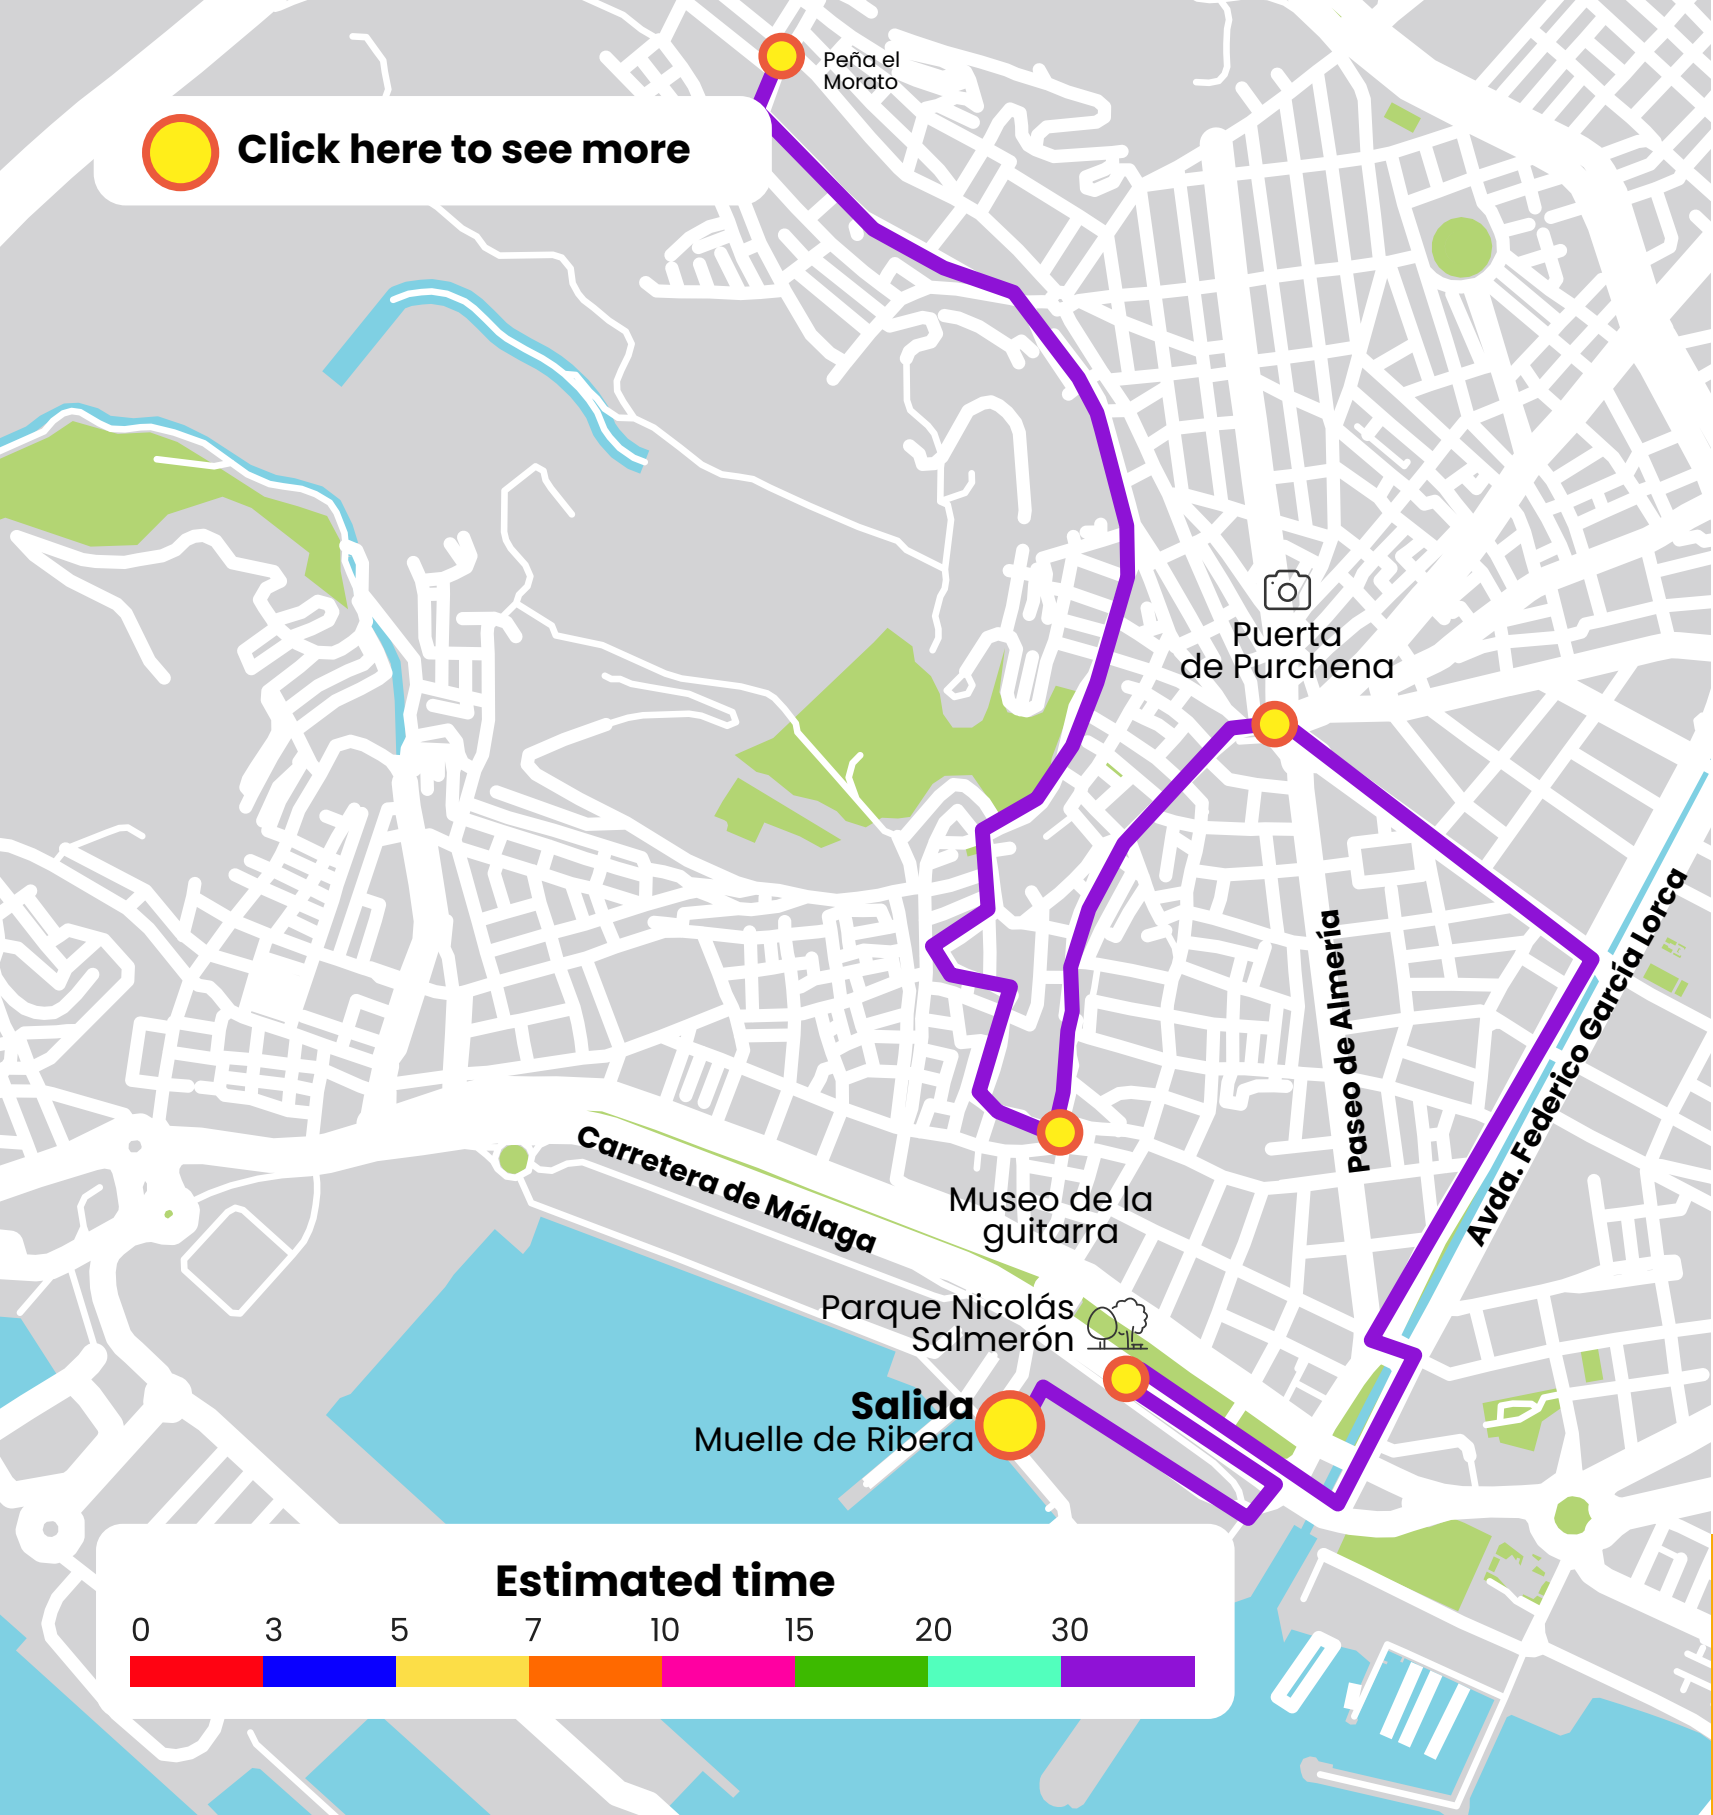 Peña el
Morato
Click here to see more
Puerta
de Purchena
Paseo de Almería
Avda. Federico García Lorca
Carretera de Málaga
Museo de la
guitarra
Parque Nicolás
Salmerón
Salida
Muelle de Ribera
Estimated time
0 3 5 7 10 15 20 30